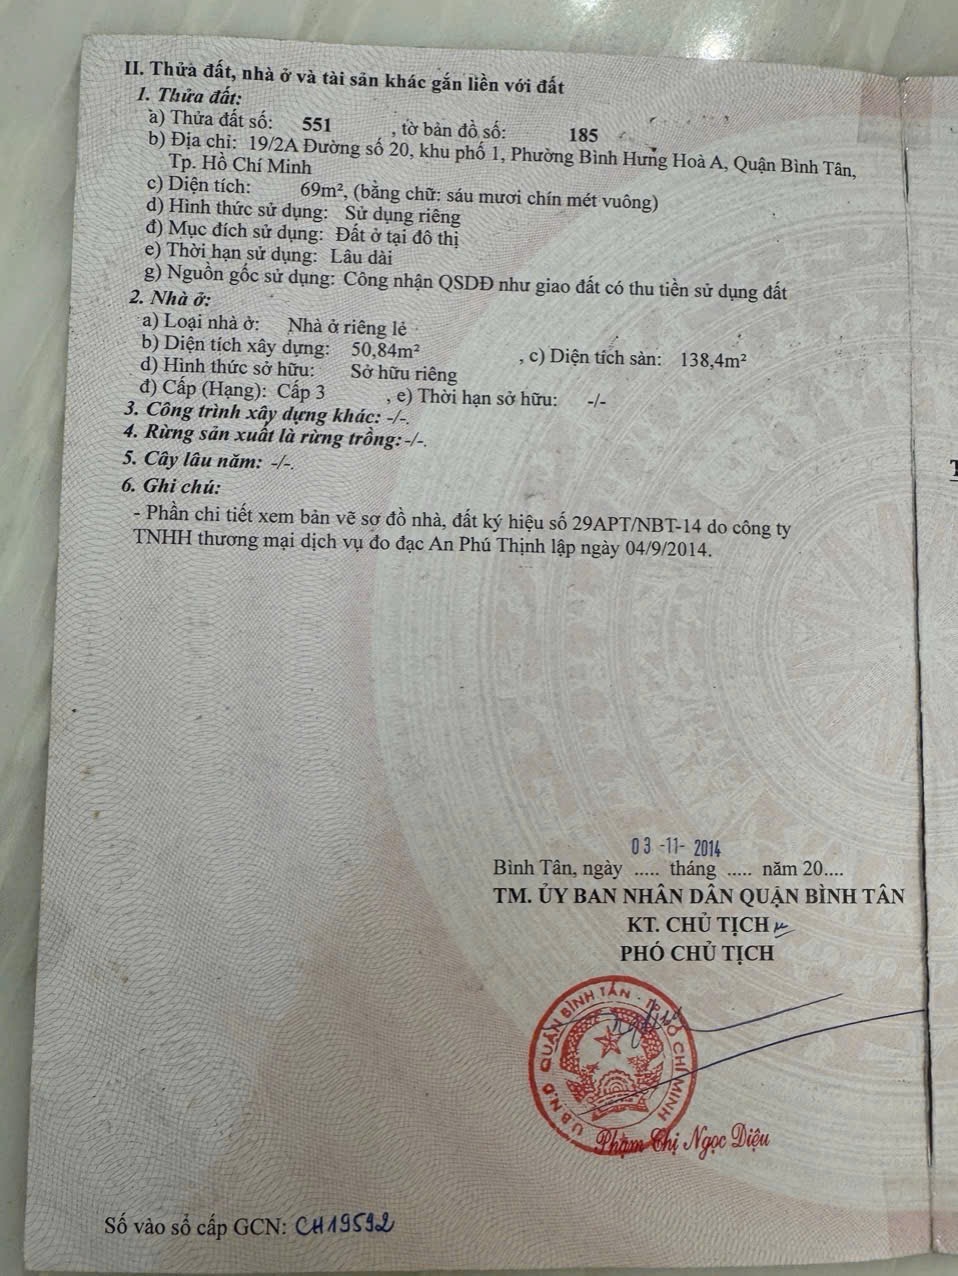 II. Thửa đất, nhà ở và tài sản khác gắn liền với đất
1. Thửa đất:
a) Thửa đất số: 551 , tờ bản đồ số: 185
b) Địa chỉ: 19/2A Đường số 20, khu phố 1, Phường Bình Hưng Hoà A, Quận Bình Tân,
Tp. Hồ Chí Minh
c) Diện tích: 69m², (bằng chữ: sáu mươi chín mét vuông)
d) Hình thức sử dụng: Sử dụng riêng
đ) Mục đích sử dụng: Đất ở tại đô thị
e) Thời hạn sử dụng: Lâu dài
g) Nguồn gốc sử dụng: Công nhận QSDĐ như giao đất có thu tiền sử dụng đất
2. Nhà ở:
a) Loại nhà ở: Nhà ở riêng lẻ
b) Diện tích xây dựng: 50,84m² , c) Diện tích sàn: 138,4m²
d) Hình thức sở hữu: Sở hữu riêng
đ) Cấp (Hạng): Cấp 3 , e) Thời hạn sở hữu: -/-
3. Công trình xây dựng khác: -/-.
4. Rừng sản xuất là rừng trồng: -/-.
5. Cây lâu năm: -/-.
6. Ghi chú:
- Phần chi tiết xem bản vẽ sơ đồ nhà, đất ký hiệu số 29APT/NBT-14 do công ty
TNHH thương mại dịch vụ đo đạc An Phú Thịnh lập ngày 04/9/2014.
03 -11- 2014
Bình Tân, ngày ..... tháng ..... năm 20....
TM. ỦY BAN NHÂN DÂN QUẬN BÌNH TÂN
KT. CHỦ TỊCH
PHÓ CHỦ TỊCH
U.B.N.D QUẬN BÌNH TÂN - TP. HỒ CHÍ MINH
Phạm Thị Ngọc Diệu
Số vào sổ cấp GCN: CH19592